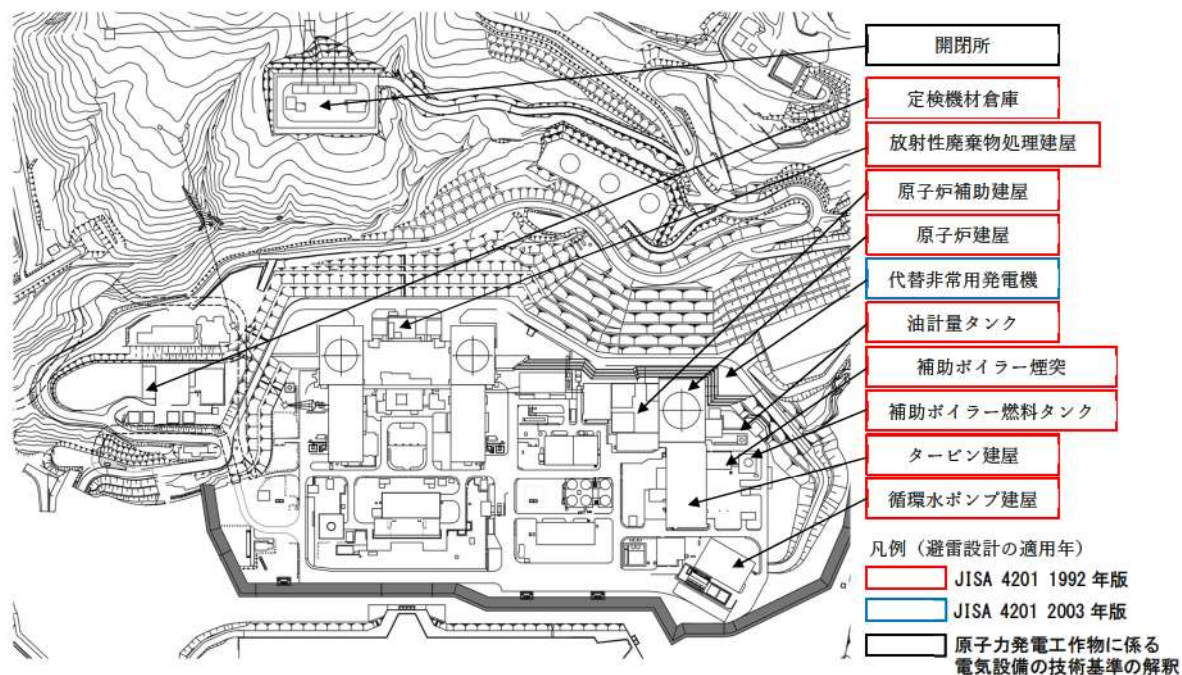 開閉所
定検機材倉庫
放射性廃棄物処理建屋
原子炉補助建屋
原子炉建屋
代替非常用発電機
油計量タンク
補助ボイラー煙突
補助ボイラー燃料タンク
タービン建屋
循環水ポンプ建屋
凡例（避雷設計の適用年）
JISA 4201 1992 年版
JISA 4201 2003 年版
原子力発電工作物に係る
電気設備の技術基準の解釈